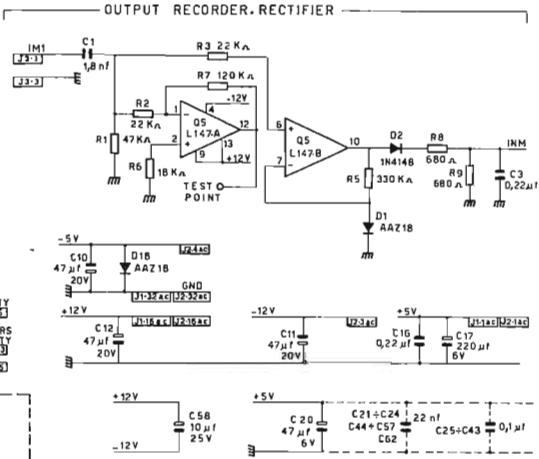 OUTPUT RECORDER. RECTIFIER
IM1
J3-1
J3-3
C1
1,8 nf
R3 22 KΩ
R7 120 KΩ
R2
22 KΩ
R1
47 KΩ
R6
18 KΩ
1
2
4
-12V
Q5
L147-A
12
13
9
+12V
TEST
POINT
6
7
Q5
L147-B
10
D2
1N4148
R8
680 Ω
INM
R5
330 KΩ
R9
680 Ω
C3
0,22µf
D1
AAZ18
-5V
J2-4ac
C10
47 µf
20V
D18
AAZ18
GND
J1-32ac J2-32ac
+12V
J1-16ac J2-16ac
C12
47 µf
20V
-12V
J2-3ac
C11
47 µf
20V
+5V
J1-1ac J2-1ac
C16
0,22 µf
C17
220 µf
6V
TY
RS
TY
+12V
C58
10 µf
25V
-12V
+5V
C20
47 µf
6V
C21÷C24
C44÷C57
C62
22 nf
C25÷C43
0,1 µf